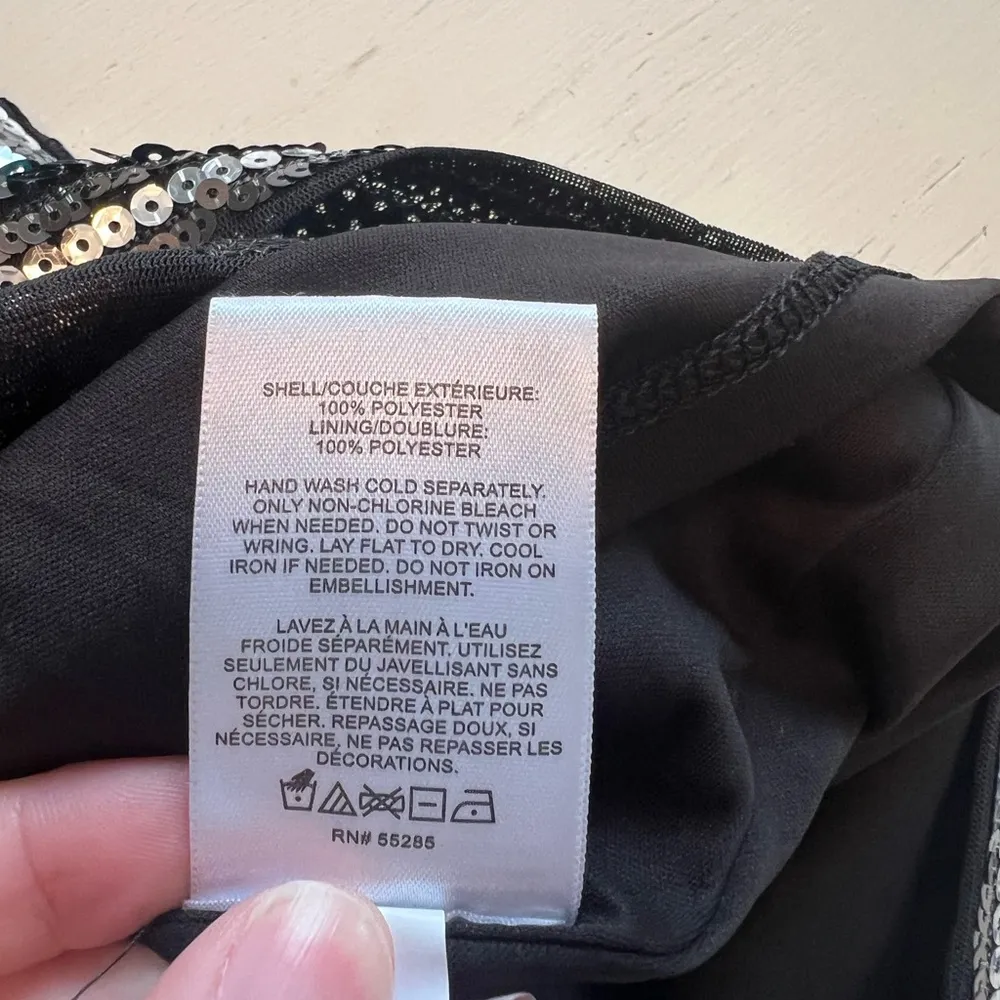 SHELL/COUCHE EXTÉRIEURE:
100% POLYESTER
LINING/DOUBLURE:
100% POLYESTER
HAND WASH COLD SEPARATELY.
ONLY NON-CHLORINE BLEACH
WHEN NEEDED. DO NOT TWIST OR
WRING. LAY FLAT TO DRY. COOL
IRON IF NEEDED. DO NOT IRON ON
EMBELLISHMENT.
LAVEZ À LA MAIN À L'EAU
FROIDE SÉPARÉMENT. UTILISEZ
SEULEMENT DU JAVELLISANT SANS
CHLORE, SI NÉCESSAIRE. NE PAS
TORDRE. ÉTENDRE À PLAT POUR
SÉCHER. REPASSAGE DOUX, SI
NÉCESSAIRE, NE PAS REPASSER LES
DÉCORATIONS.
RN# 55285